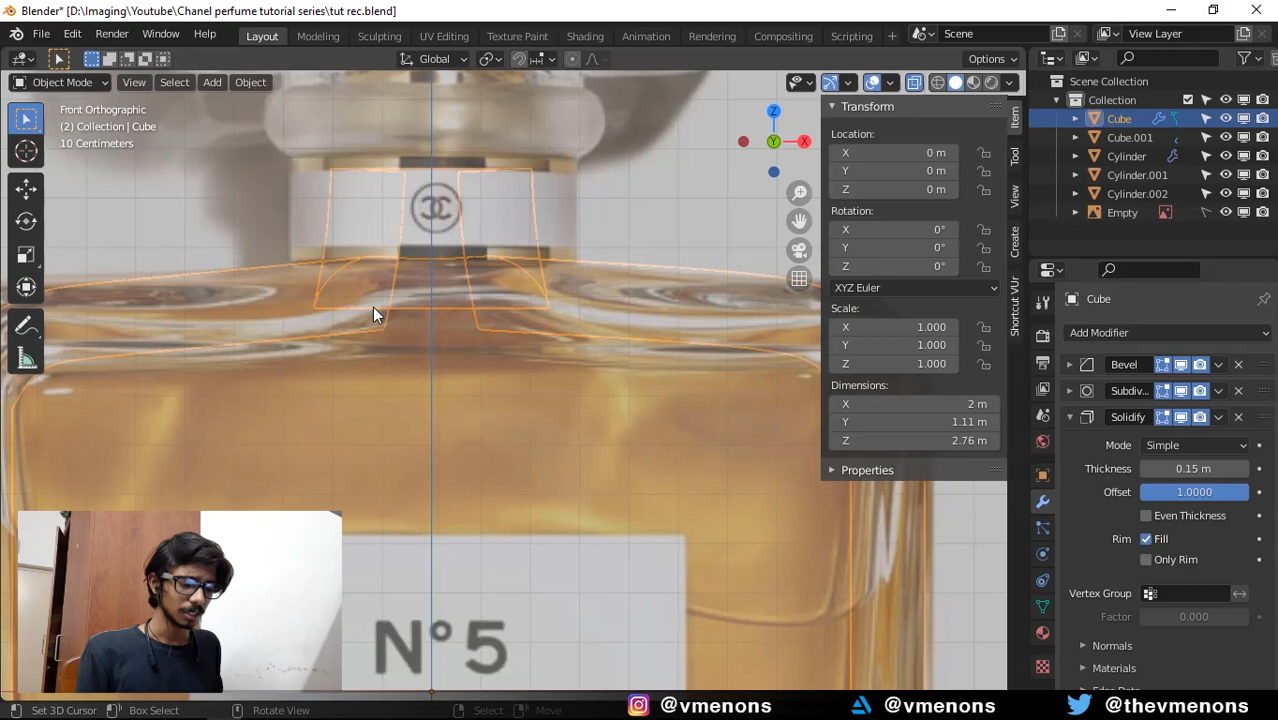 Blender* [D:\Imaging\Youtube\Chanel perfume tutorial series\tut rec.blend]
File Edit Render Window Help Layout Modeling Sculpting UV Editing Texture Paint Shading Animation Rendering Compositing Scripting + Scene View Layer
Global Options
Object Mode View Select Add Object
Front Orthographic
(2) Collection | Cube
10 Centimeters
Z
X
Y
Transform
Location:
X 0 m
Y 0 m
Z 0 m
Rotation:
X 0°
Y 0°
Z 0°
XYZ Euler
Scale:
X 1.000
Y 1.000
Z 1.000
Dimensions:
X 2 m
Y 1.11 m
Z 2.76 m
Properties
Item
Tool
View
Create
Shortcut VUr
Scene Collection
Collection
Cube
Cube.001
Cylinder
Cylinder.001
Cylinder.002
Empty
Cube
Add Modifier
Bevel
Subdiv...
Solidify
Mode Simple
Thickness 0.15 m
Offset 1.0000
Even Thickness
Rim Fill
Only Rim
Vertex Group
Factor 0.000
Normals
Materials
N°5
Set 3D Cursor Box Select Rotate View Select Move
@vmenons @vmenons @thevmenons